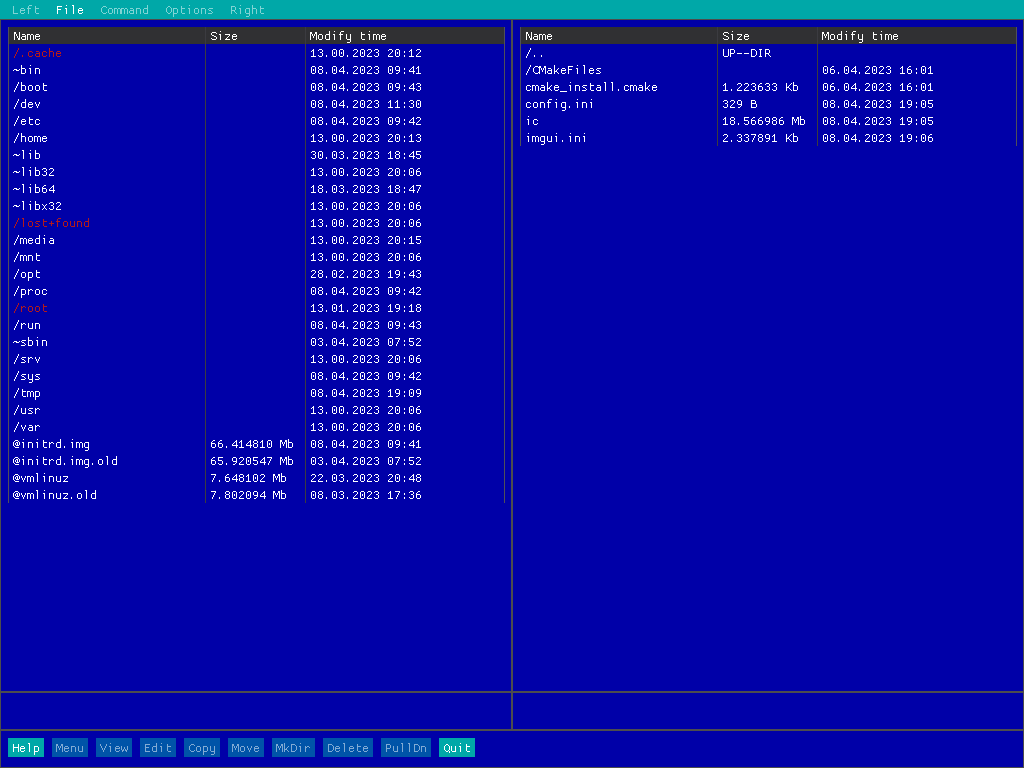 Left File Command Options Right
Name Size Modify time
/.cache 13.00.2023 20:12
~bin 08.04.2023 09:41
/boot 08.04.2023 09:43
/dev 08.04.2023 11:30
/etc 08.04.2023 09:42
/home 13.00.2023 20:13
~lib 30.03.2023 18:45
~lib32 13.00.2023 20:06
~lib64 18.03.2023 18:47
~libx32 13.00.2023 20:06
/lost+found 13.00.2023 20:06
/media 13.00.2023 20:15
/mnt 13.00.2023 20:06
/opt 28.02.2023 19:43
/proc 08.04.2023 09:42
/root 13.01.2023 19:18
/run 08.04.2023 09:43
~sbin 03.04.2023 07:52
/srv 13.00.2023 20:06
/sys 08.04.2023 09:42
/tmp 08.04.2023 19:09
/usr 13.00.2023 20:06
/var 13.00.2023 20:06
@initrd.img 66.414810 Mb 08.04.2023 09:41
@initrd.img.old 65.920547 Mb 03.04.2023 07:52
@vmlinuz 7.648102 Mb 22.03.2023 20:48
@vmlinuz.old 7.802094 Mb 08.03.2023 17:36
Name Size Modify time
/.. UP--DIR
/CMakeFiles 06.04.2023 16:01
cmake_install.cmake 1.223633 Kb 06.04.2023 16:01
config.ini 329 B 08.04.2023 19:05
ic 18.566986 Mb 08.04.2023 19:05
imgui.ini 2.337891 Kb 08.04.2023 19:06
Help Menu View Edit Copy Move MkDir Delete PullDn Quit